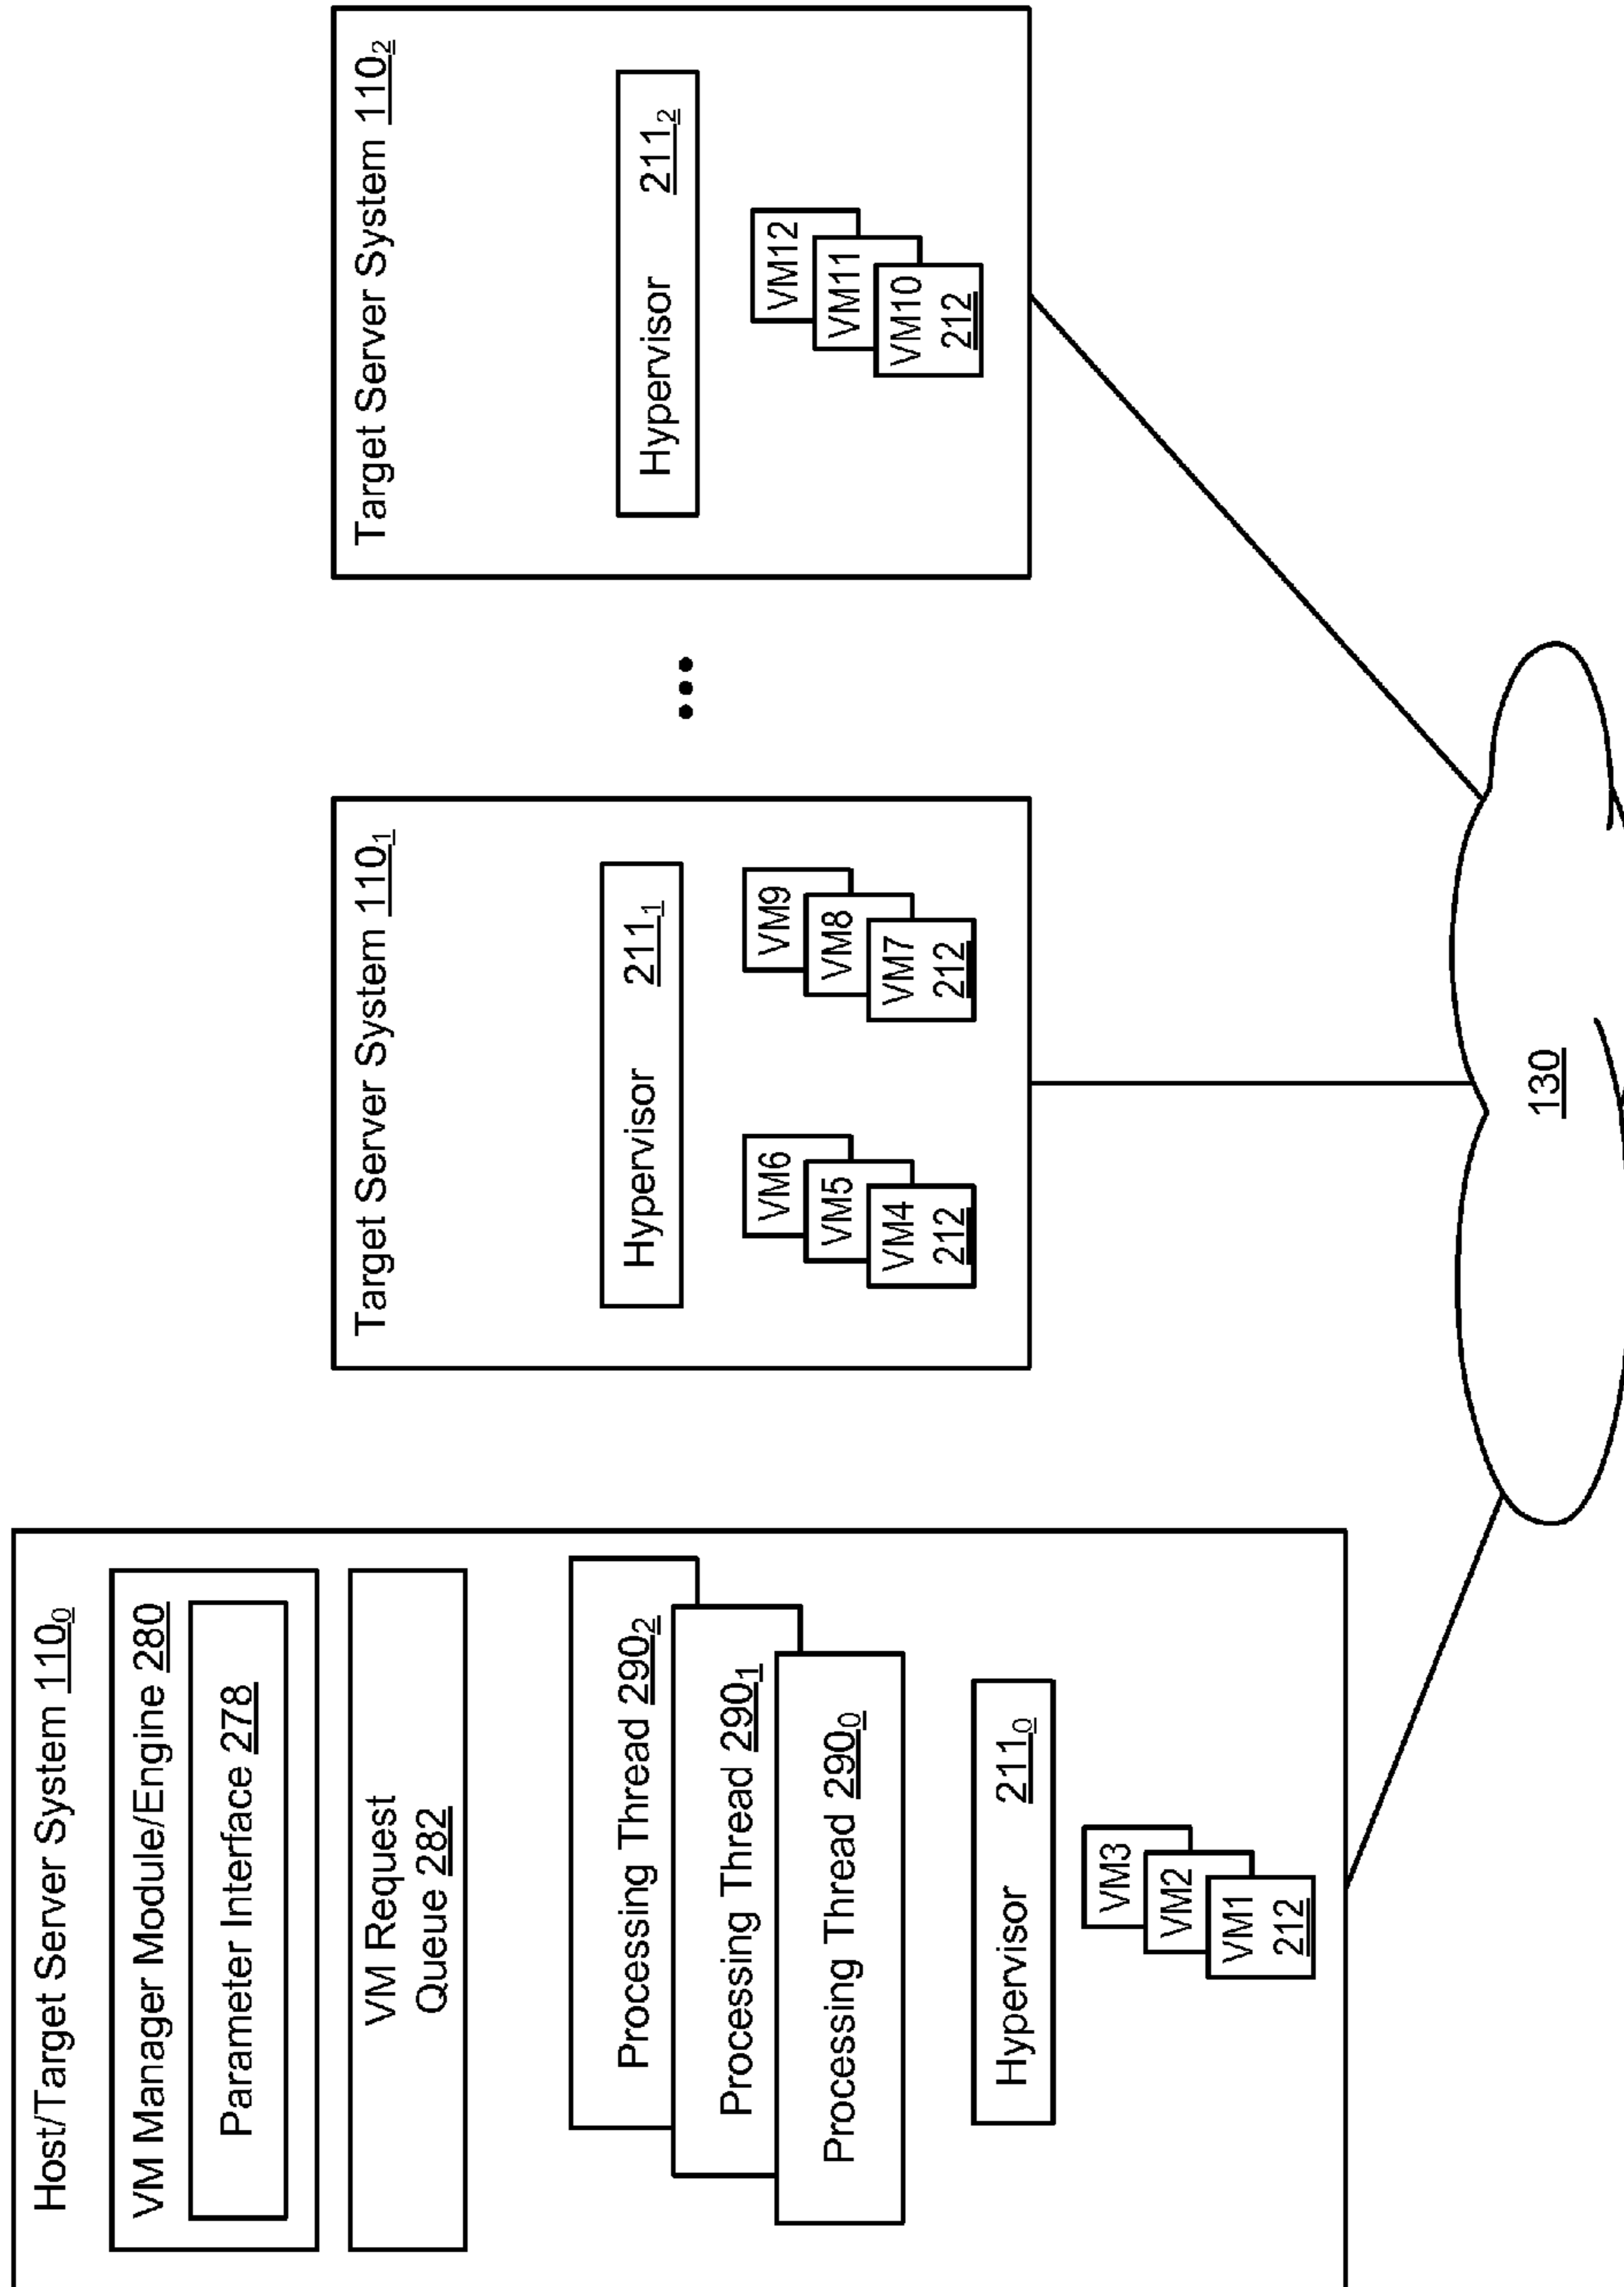 Host/Target Server System 110₀
VM Manager Module/Engine 280
Parameter Interface 278
VM Request
Queue 282
Processing Thread 290₂
Processing Thread 290₁
Processing Thread 290₀
Hypervisor 211₀
VM3
VM2
VM1
212
Target Server System 110₁
Hypervisor 211₁
VM6
VM5
VM4
212
VM9
VM8
VM7
212
Target Server System 110₂
Hypervisor 211₂
VM12
VM11
VM10
212
130